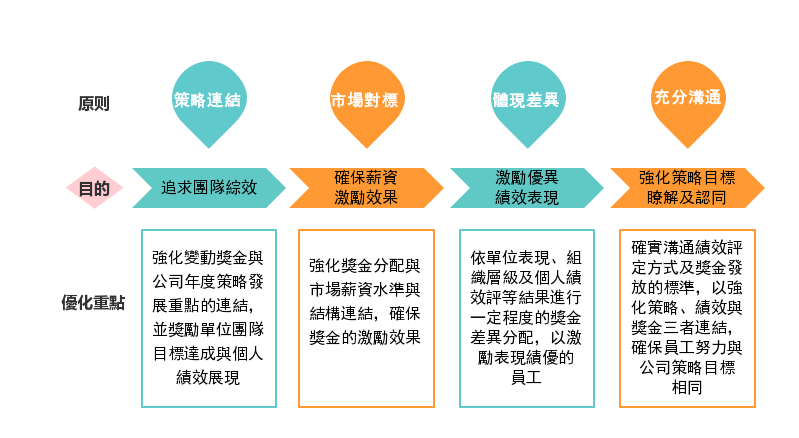 原則
策略連結
市場對標
體現差異
充分溝通
目的
追求團隊綜效
確保薪資
激勵效果
激勵優異
績效表現
強化策略目標
瞭解及認同
優化重點
強化變動獎金與
公司年度策略發
展重點的連結，
並獎勵單位團隊
目標達成與個人
績效展現
強化獎金分配與
市場薪資水準與
結構連結，確保
獎金的激勵效果
依單位表現、組
織層級及個人績
效評等結果進行
一定程度的獎金
差異分配，以激
勵表現績優的
員工
確實溝通績效評
定方式及獎金發
放的標準，以強
化策略、績效與
獎金三者連結，
確保員工努力與
公司策略目標
相同